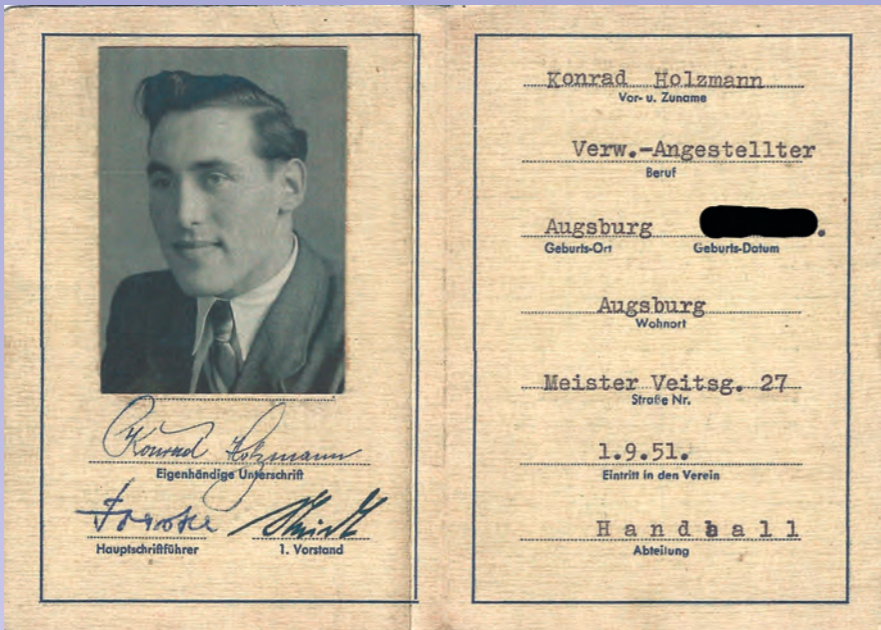 Konrad Holzmann
Eigenhändige Unterschrift
Hauptschriftführer 1. Vorstand
Konrad Holzmann
Vor- u. Zuname
Verw.-Angestellter
Beruf
Augsburg
Geburts-Ort Geburts-Datum
Augsburg
Wohnort
Meister Veitsg. 27
Straße Nr.
1.9.51.
Eintritt in den Verein
Handball
Abteilung